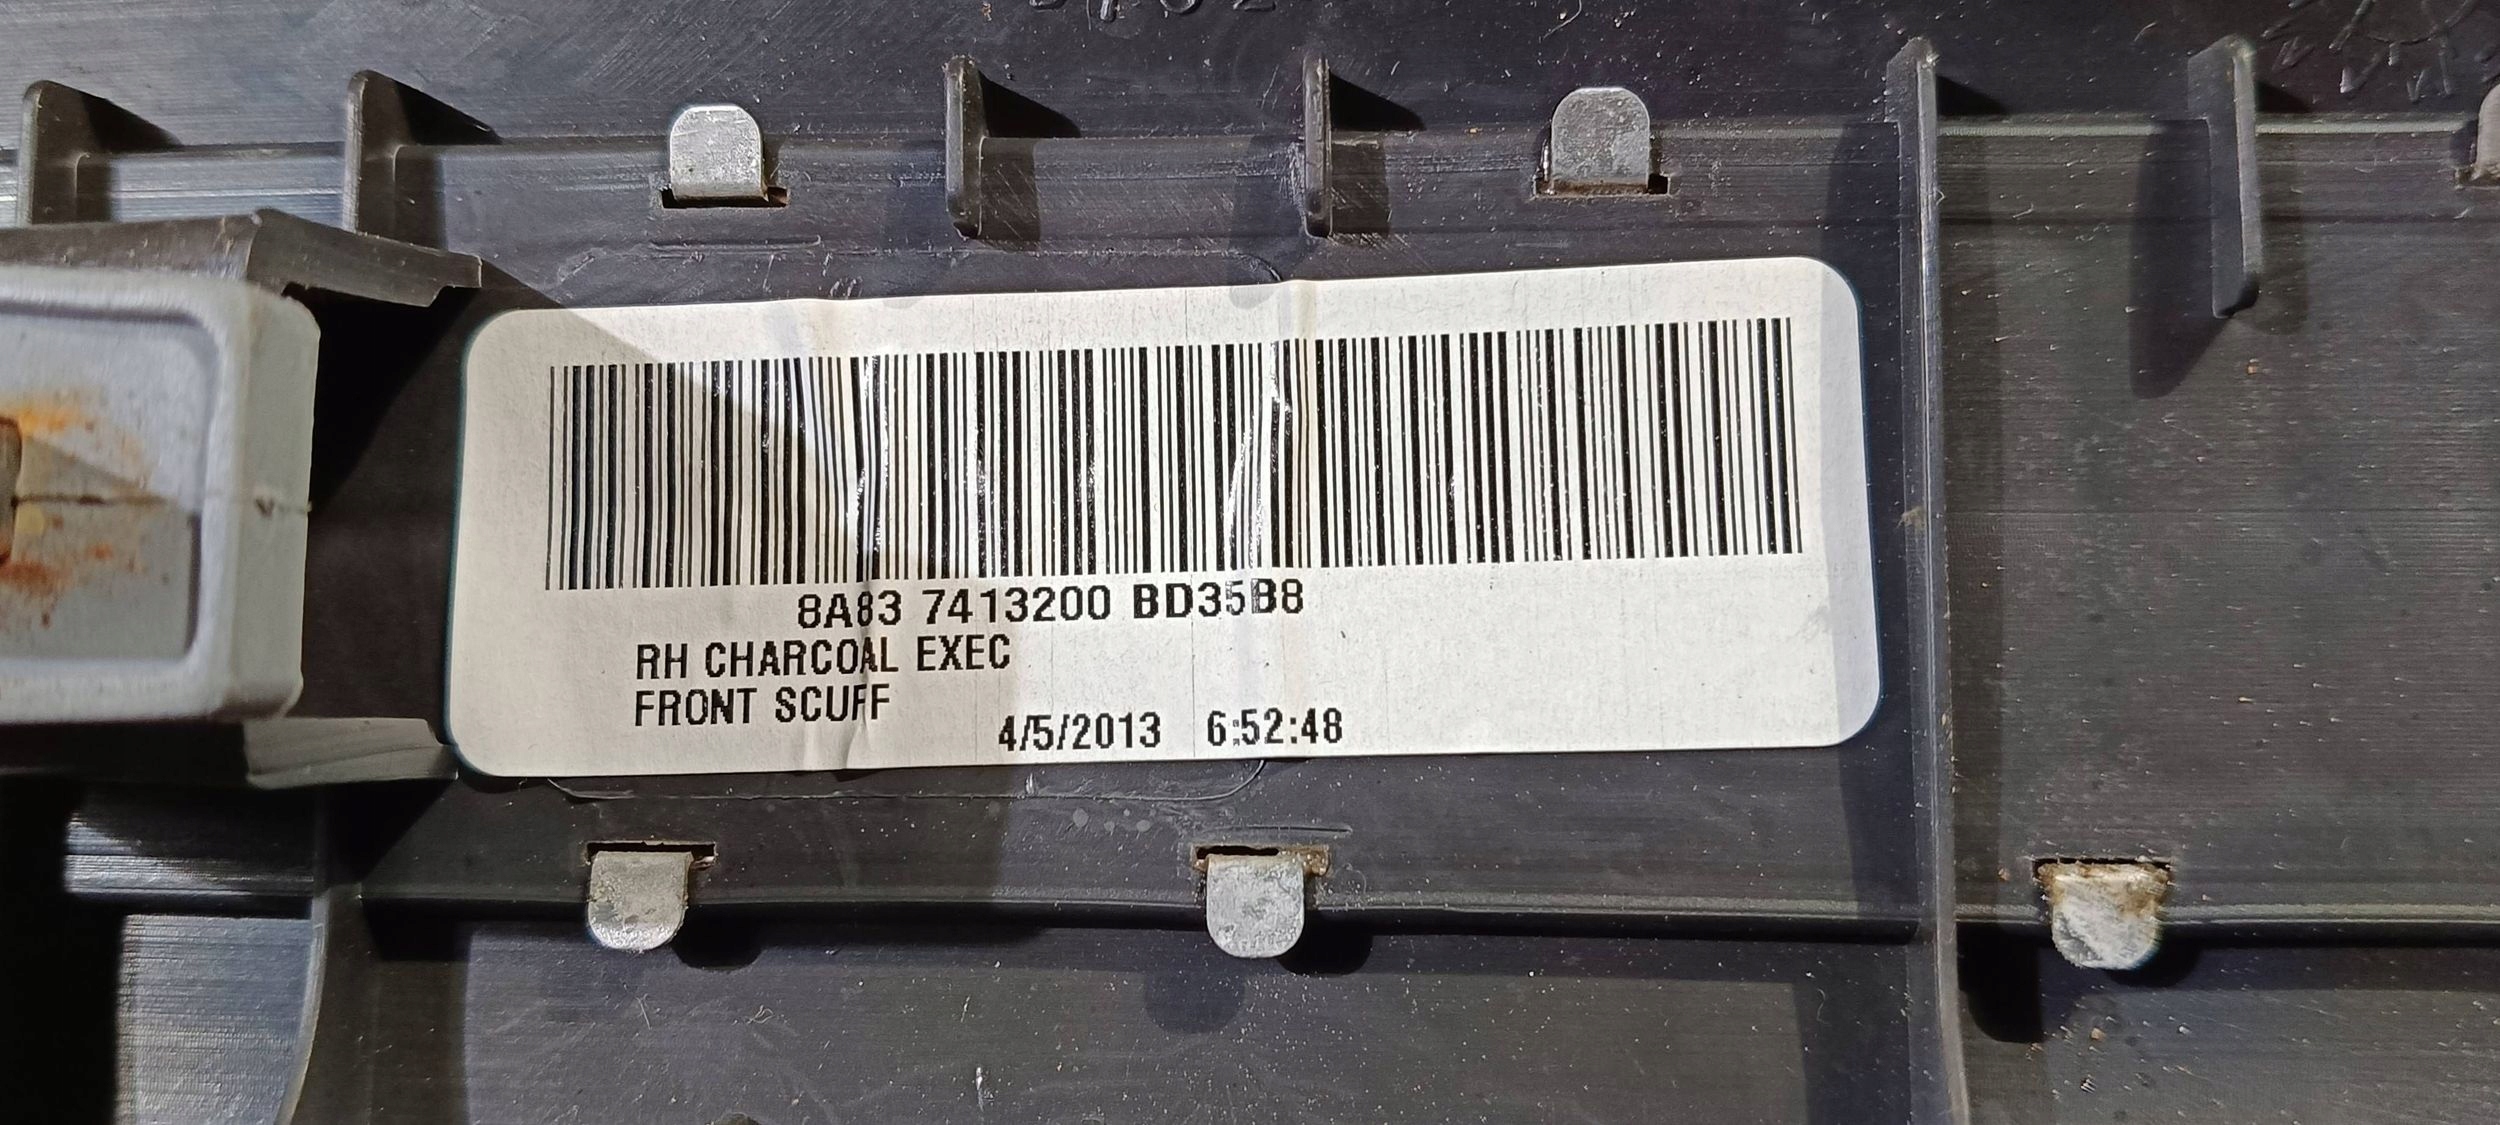 8A83 7413200 BD35B8
RH CHARCOAL EXEC
FRONT SCUFF
4/5/2013 6:52:48